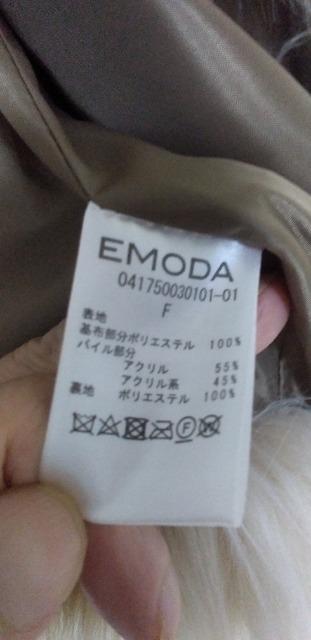 EMODA
041750030101-01
F
表地
基布部分ポリエステル 100%
パイル部分
アクリル 55%
アクリル系 45%
裏地 ポリエステル 100%
F